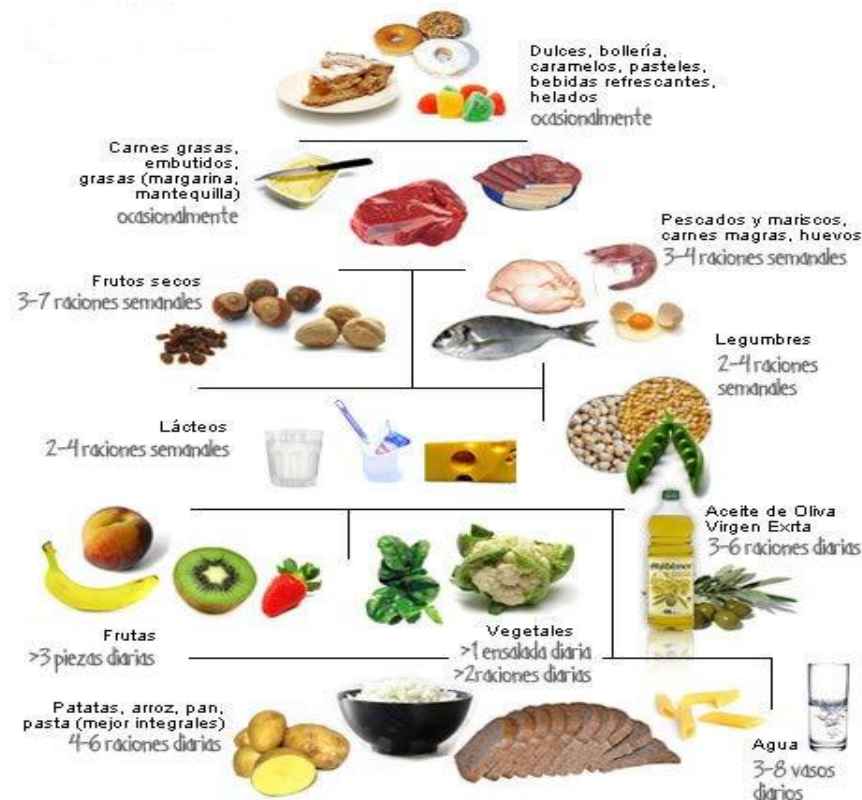 Dulces, bollería,
caramelos, pasteles,
bebidas refrescantes,
helados
ocasionalmente
Carnes grasas,
embutidos,
grasas (margarina,
mantequilla)
ocasionalmente
Pescados y mariscos,
carnes magras, huevos
3-4 raciones semanales
Frutos secos
3-7 raciones semanales
Legumbres
2-4 raciones
semanales
Lácteos
2-4 raciones semanales
Aceite de Oliva
Virgen Exrta
3-6 raciones diarias
Frutas
>3 piezas diarias
Vegetales
>1 ensalada diaria
>2raciones diarias
Patatas, arroz, pan,
pasta (mejor integrales)
4-6 raciones diarias
Agua
3-8 vasos
diarios